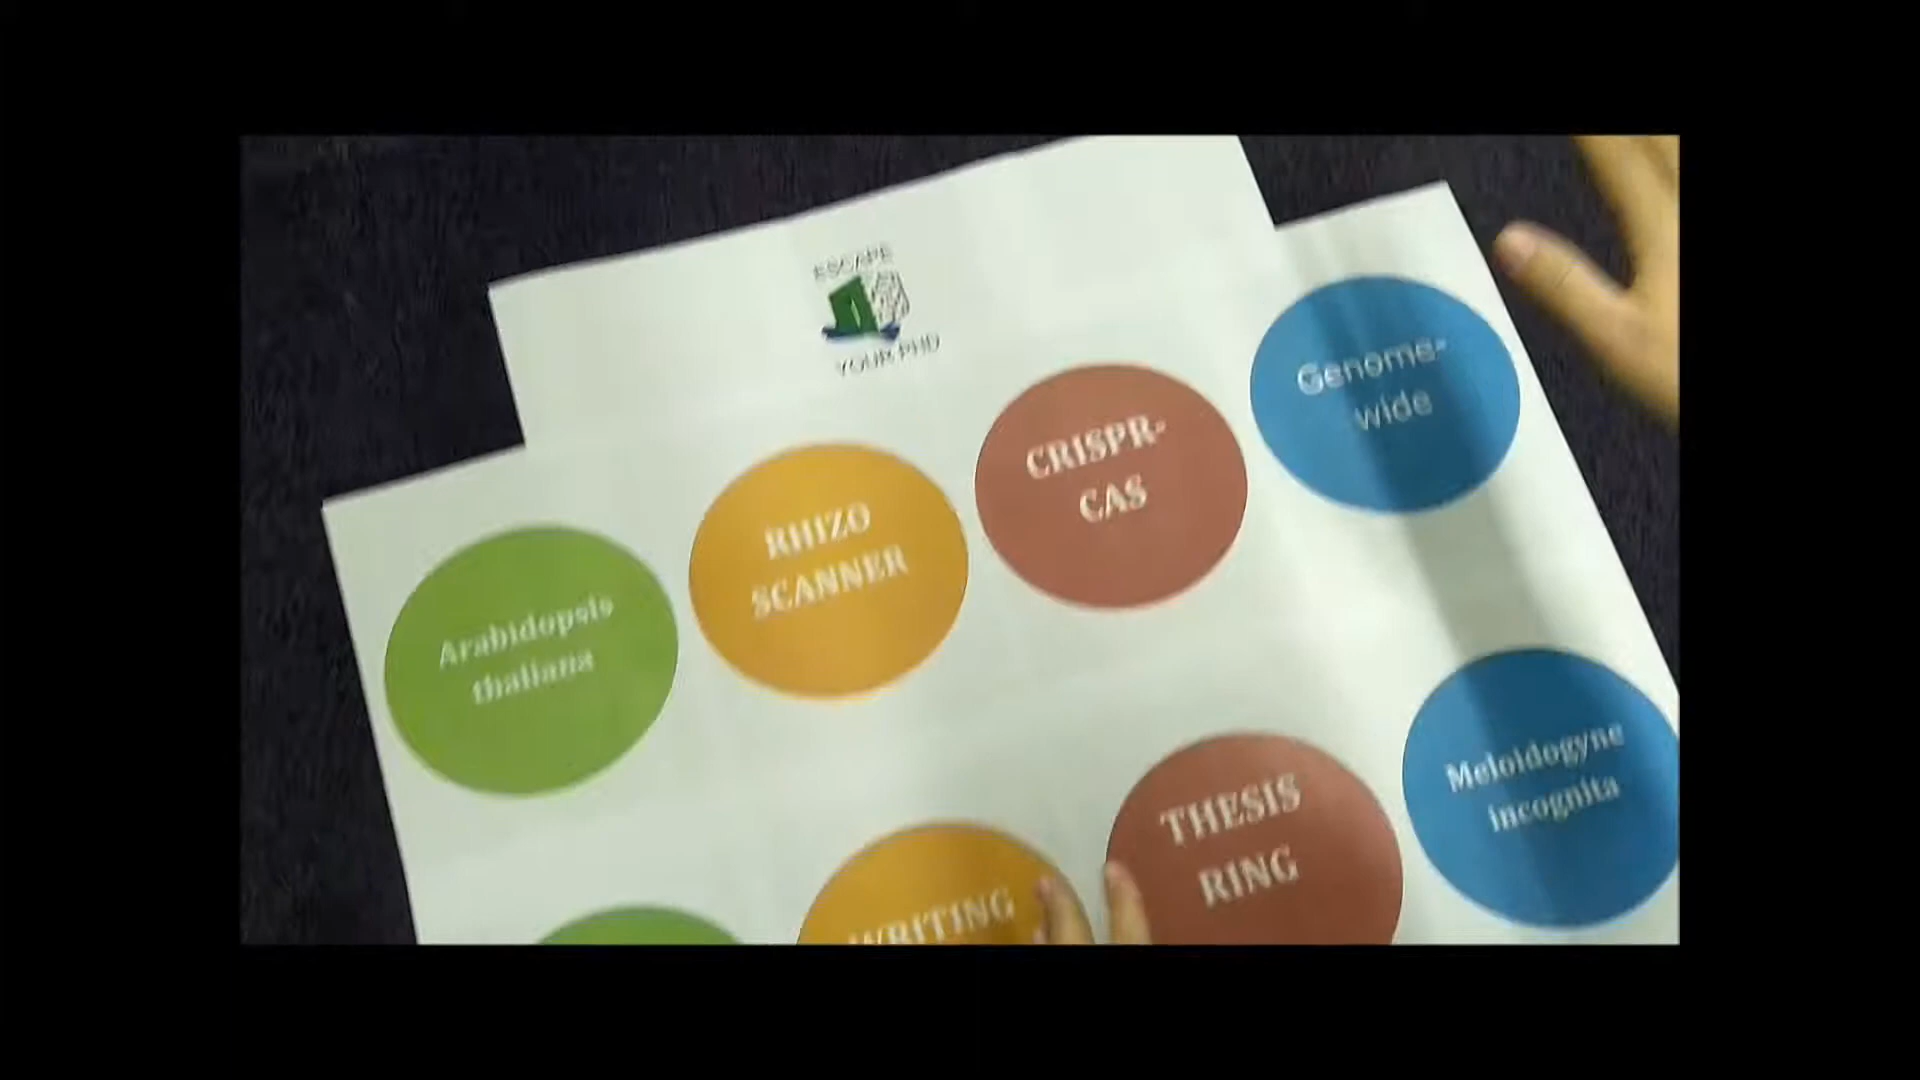 ESCAPE
YOUR PHD
Arabidopsis
thaliana
RHIZO
SCANNER
CRISPR-
CAS
Genome-
wide
WRITING
THESIS
RING
Meloidogyne
incognita